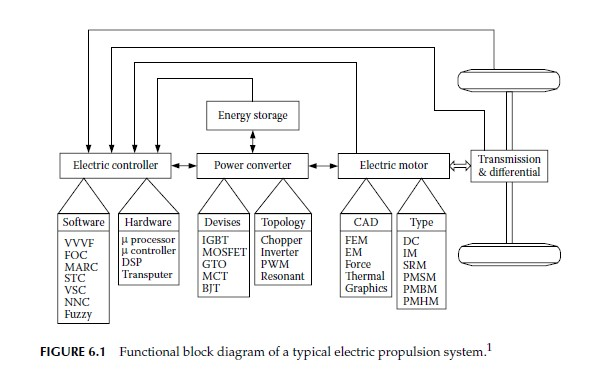 Energy storage
Electric controller
Power converter
Electric motor
Transmission
& differential
Software
VVVF
FOC
MARC
STC
VSC
NNC
Fuzzy
Hardware
μ processor
μ controller
DSP
Transputer
Devises
IGBT
MOSFET
GTO
MCT
BJT
Topology
Chopper
Inverter
PWM
Resonant
CAD
FEM
EM
Force
Thermal
Graphics
Type
DC
IM
SRM
PMSM
PMBM
PMHM
FIGURE 6.1 Functional block diagram of a typical electric propulsion system.1